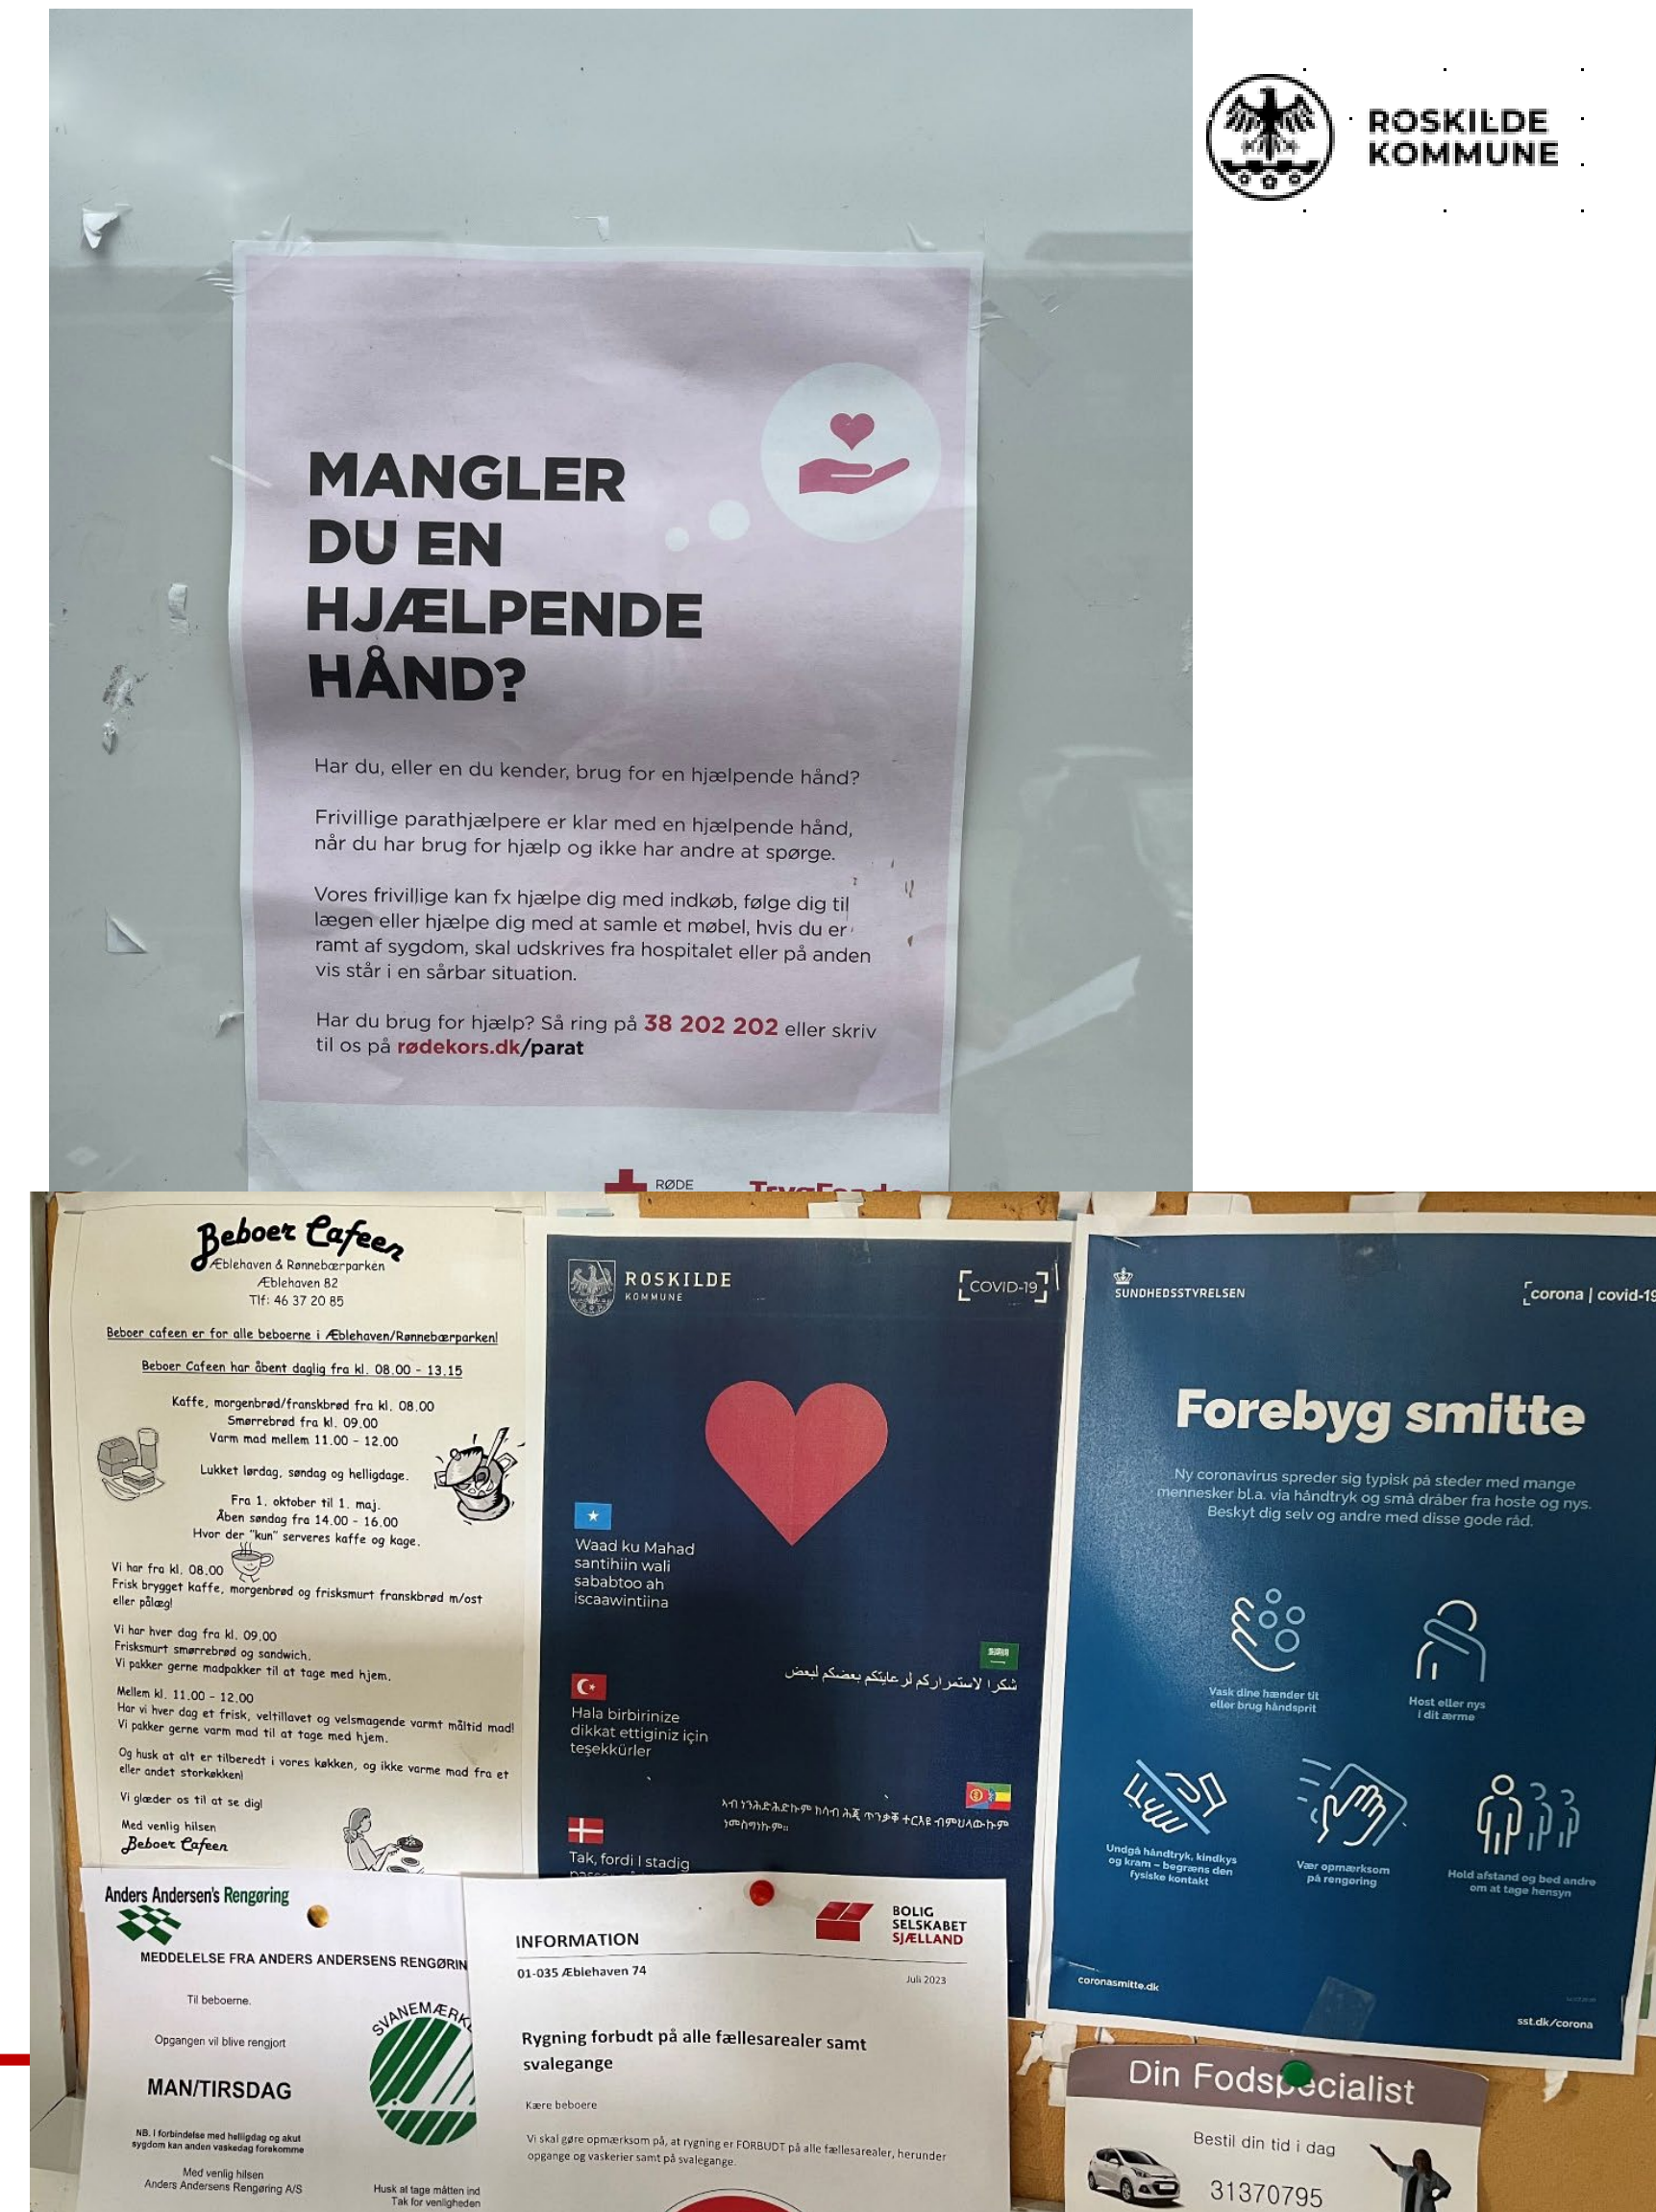 ROSKILDE
KOMMUNE
MANGLER
DU EN
HJÆLPENDE
HÅND?
Har du, eller en du kender, brug for en hjælpende hånd?
Frivillige parathjælpere er klar med en hjælpende hånd,
når du har brug for hjælp og ikke har andre at spørge.
Vores frivillige kan fx hjælpe dig med indkøb, følge dig til
lægen eller hjælpe dig med at samle et møbel, hvis du er
ramt af sygdom, skal udskrives fra hospitalet eller på anden
vis står i en sårbar situation.
Har du brug for hjælp? Så ring på 38 202 202 eller skriv
til os på rødekors.dk/parat
RØDE
TrygFonden
Beboer Cafeen
Æblehaven & Rønnebærparken
Æblehaven 82
Tlf: 46 37 20 85
Beboer cafeen er for alle beboerne i Æblehaven/Rønnebærparken!
Beboer Cafeen har åbent daglig fra kl. 08.00 - 13.15
Kaffe, morgenbrød/franskbrød fra kl. 08.00
Smørrebrød fra kl. 09.00
Varm mad mellem 11.00 - 12.00
Lukket lørdag, søndag og helligdage.
Fra 1. oktober til 1. maj.
Åben søndag fra 14.00 - 16.00
Hvor der "kun" serveres kaffe og kage.
Vi har fra kl. 08.00
Frisk brygget kaffe, morgenbrød og frisksmurt franskbrød m/ost
eller pålæg!
Vi har hver dag fra kl. 09.00
Frisksmurt smørrebrød og sandwich.
Vi pakker gerne madpakker til at tage med hjem.
Mellem kl. 11.00 - 12.00
Har vi hver dag et frisk, veltillavet og velsmagende varmt måltid mad!
Vi pakker gerne varm mad til at tage med hjem.
Og husk at alt er tilberedt i vores køkken, og ikke varme mad fra et
eller andet storkøkken!
Vi glæder os til at se dig!
Med venlig hilsen
Beboer Cafeen
ROSKILDE
KOMMUNE
COVID-19
Waad ku Mahad
santihiin wali
sababtoo ah
iscaawintiina
شكرا لاستمراركم لرعايتكم بعضكم لبعض
Hala birbirinize
dikkat ettiginiz için
teşekkürler
Tak, fordi I stadig
SUNDHEDSSTYRELSEN
corona | covid-19
Forebyg smitte
Ny coronavirus spreder sig typisk på steder med mange
mennesker bl.a. via håndtryk og små dråber fra hoste og nys.
Beskyt dig selv og andre med disse gode råd.
Vask dine hænder tit
eller brug håndsprit
Host eller nys
i dit ærme
Undgå håndtryk, kindkys
og kram – begræns den
fysiske kontakt
Vær opmærksom
på rengøring
Hold afstand og bed andre
om at tage hensyn
coronasmitte.dk
sst.dk/corona
Anders Andersen's Rengøring
MEDDELELSE FRA ANDERS ANDERSENS RENGØRIN
Til beboerne.
Opgangen vil blive rengjort
MAN/TIRSDAG
NB. I forbindelse med helligdag og akut
sygdom kan anden vaskedag forekomme
Med venlig hilsen
Anders Andersens Rengøring A/S
SVANEMÆRK
Husk at tage måtten ind
Tak for venligheden
BOLIG
SELSKABET
SJÆLLAND
INFORMATION
01-035 Æblehaven 74
Juli 2023
Rygning forbudt på alle fællesarealer samt
svalegange
Kære beboere
Vi skal gøre opmærksom på, at rygning er FORBUDT på alle fællesarealer, herunder
opgange og vaskerier samt på svalegange.
Din Fodspecialist
Bestil din tid i dag
31370795